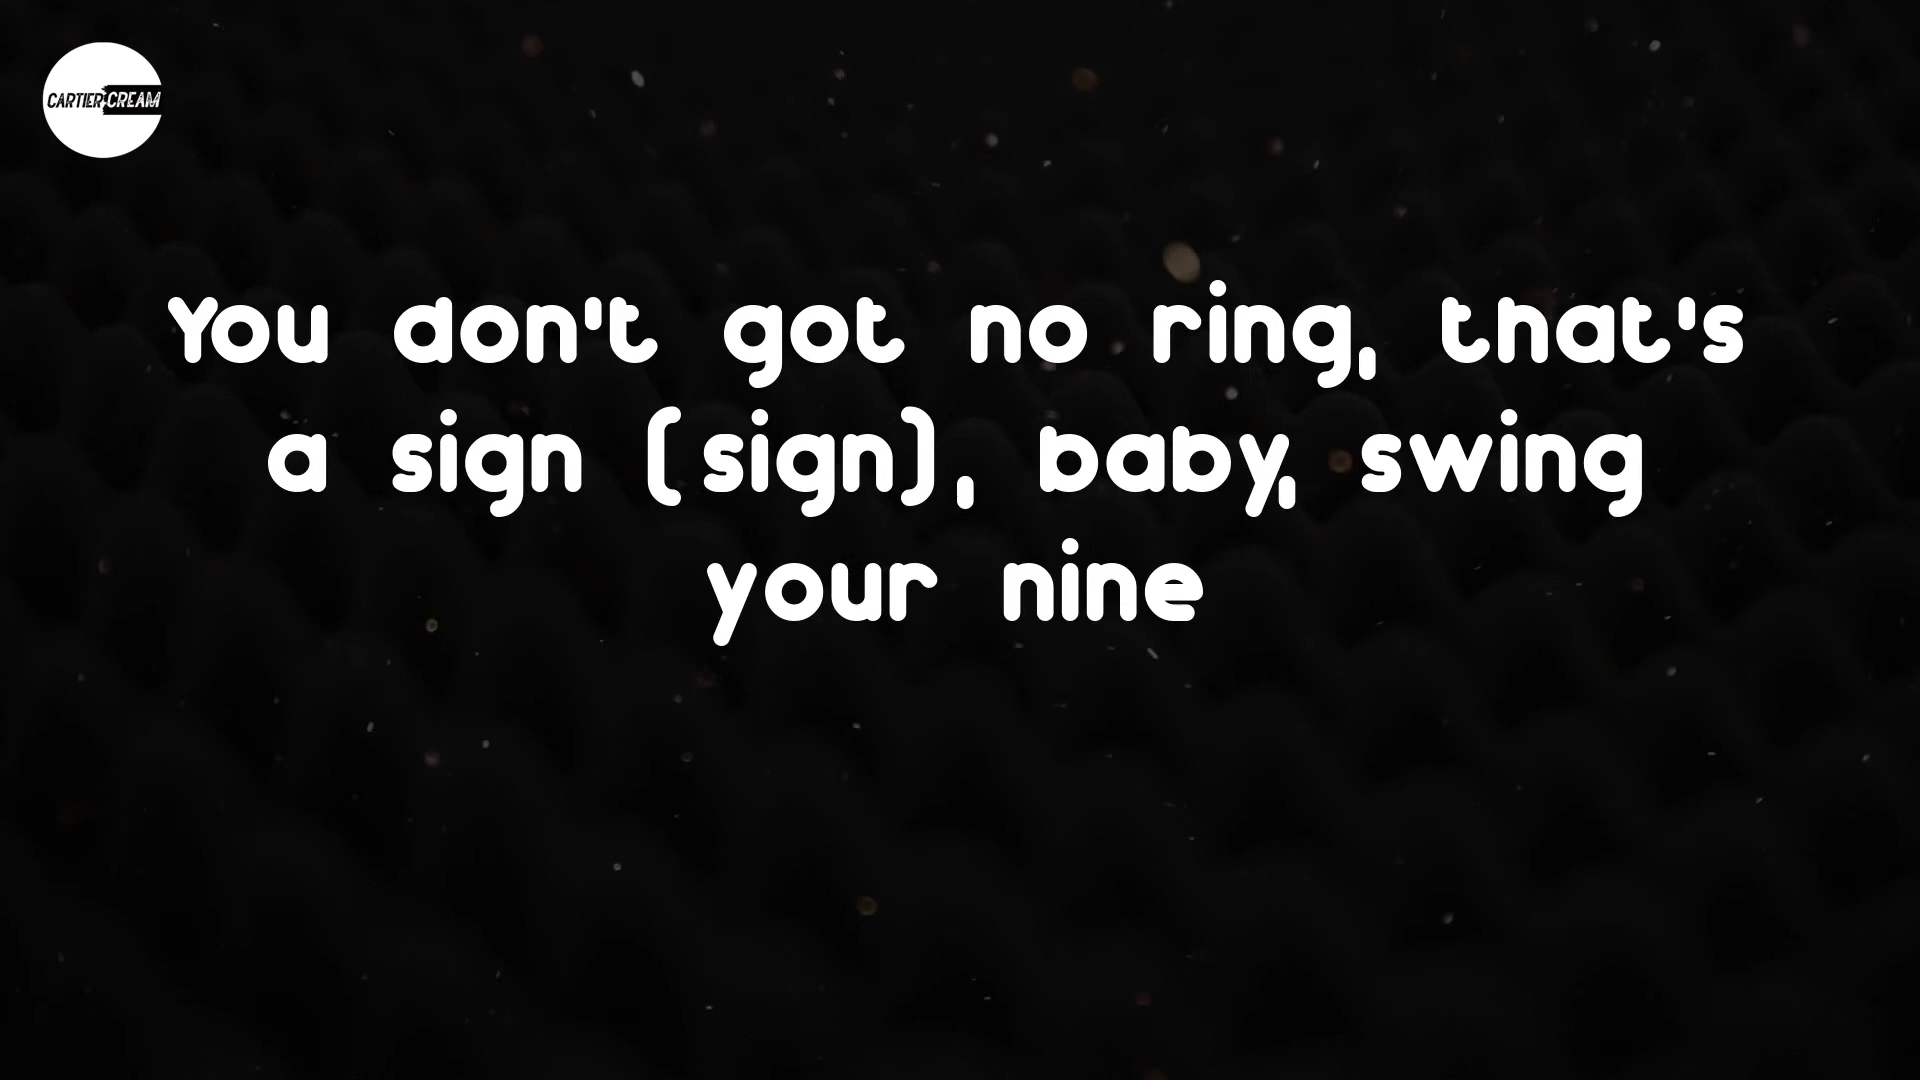 CARTIER CREAM
You don't got no ring, that's
a sign (sign), baby, swing
your nine